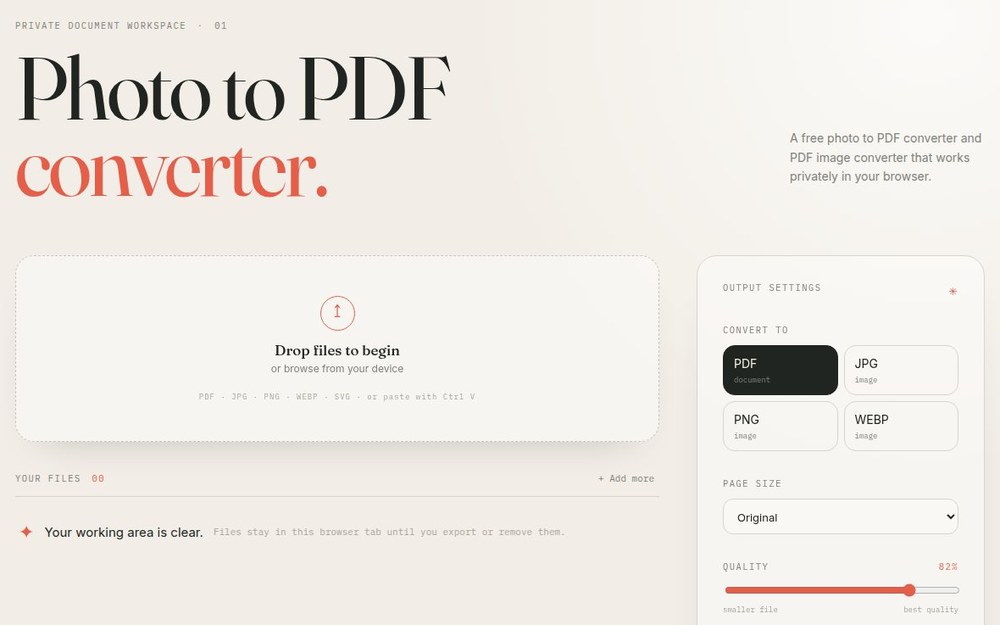 PRIVATE DOCUMENT WORKSPACE · 01
Photo to PDF
converter.
A free photo to PDF converter and
PDF image converter that works
privately in your browser.
Drop files to begin
or browse from your device
PDF · JPG · PNG · WEBP · SVG · or paste with Ctrl V
YOUR FILES 00
+ Add more
Your working area is clear. Files stay in this browser tab until you export or remove them.
OUTPUT SETTINGS
CONVERT TO
PDF
document
JPG
image
PNG
image
WEBP
image
PAGE SIZE
Original
QUALITY 82%
smaller file best quality